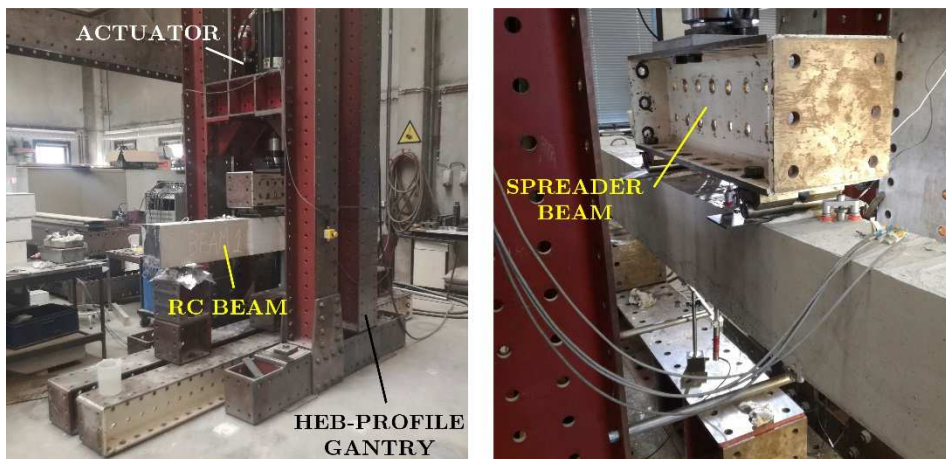 ACTUATOR
RC BEAM
HEB-PROFILE
GANTRY
SPREADER
BEAM